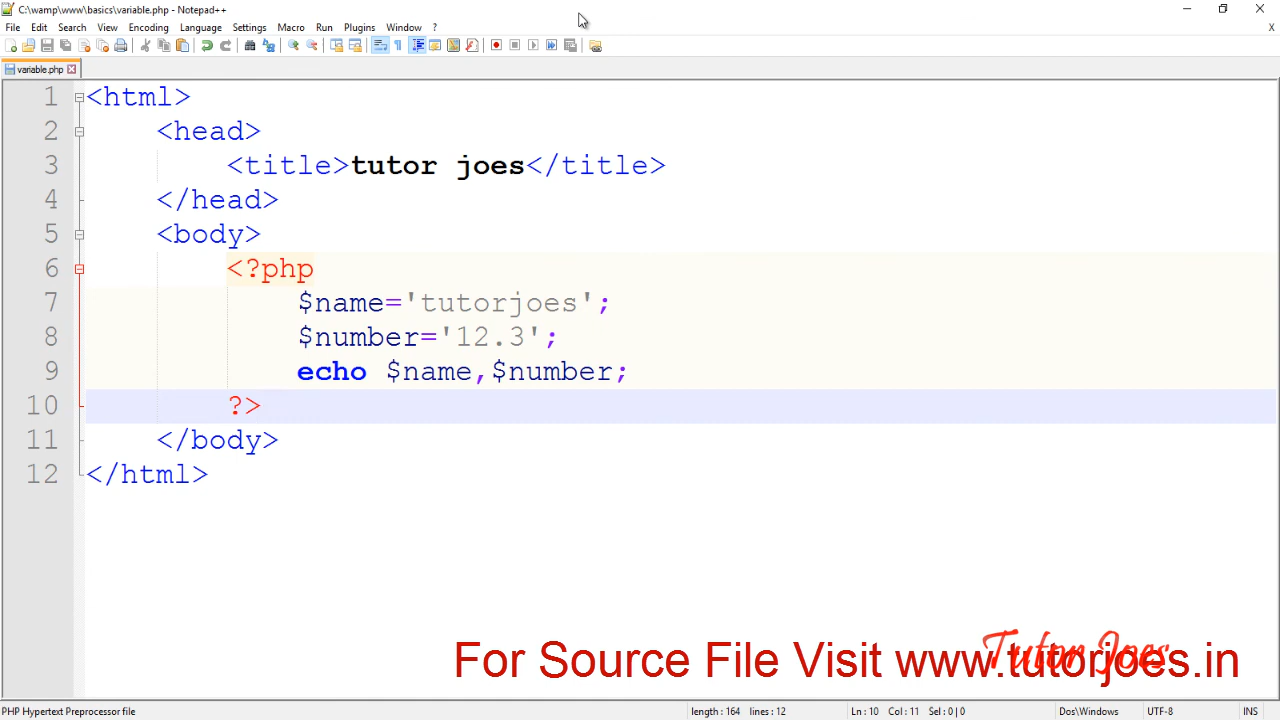 C:\wamp\www\basics\variable.php - Notepad++
File Edit Search View Encoding Language Settings Macro Run Plugins Window ?
X
variable.php
1 <html>
2 <head>
3 <title>tutor joes</title>
4 </head>
5 <body>
6 <?php
7 $name='tutorjoes';
8 $number='12.3';
9 echo $name,$number;
10 ?>
11 </body>
12 </html>
Tutor Joes
For Source File Visit www.tutorjoes.in
PHP Hypertext Preprocessor file length : 164 lines : 12 Ln : 10 Col : 11 Sel : 0 | 0 Dos\Windows UTF-8 INS